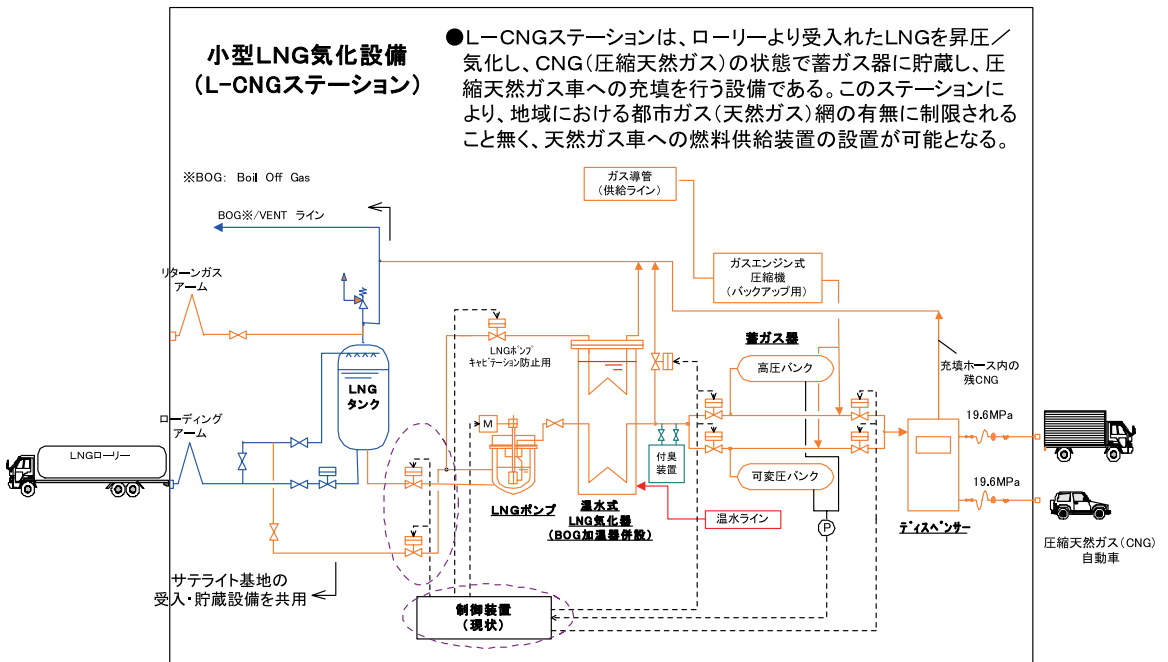 小型LNG気化設備
(L-CNGステーション)
●L-CNGステーションは、ローリーより受入れたLNGを昇圧/
気化し、CNG(圧縮天然ガス)の状態で蓄ガス器に貯蔵し、圧
縮天然ガス車への充填を行う設備である。このステーションに
より、地域における都市ガス(天然ガス)網の有無に制限される
こと無く、天然ガス車への燃料供給装置の設置が可能となる。
※BOG: Boil Off Gas
BOG※/VENT ライン
ガス導管
(供給ライン)
ガスエンジン式
圧縮機
(バックアップ用)
リターンガス
アーム
LNGポンプ
キャビテーション防止用
蓄ガス器
高圧バンク
充填ホース内の
残CNG
LNG
タンク
ローディング
アーム
LNGローリー
M
19.6MPa
付臭
装置
可変圧バンク
19.6MPa
LNGポンプ
温水式
LNG気化器
(BOG加温器併設)
温水ライン
P
ディスペンサー
圧縮天然ガス(CNG)
自動車
サテライト基地の
受入・貯蔵設備を共用
制御装置
(現状)